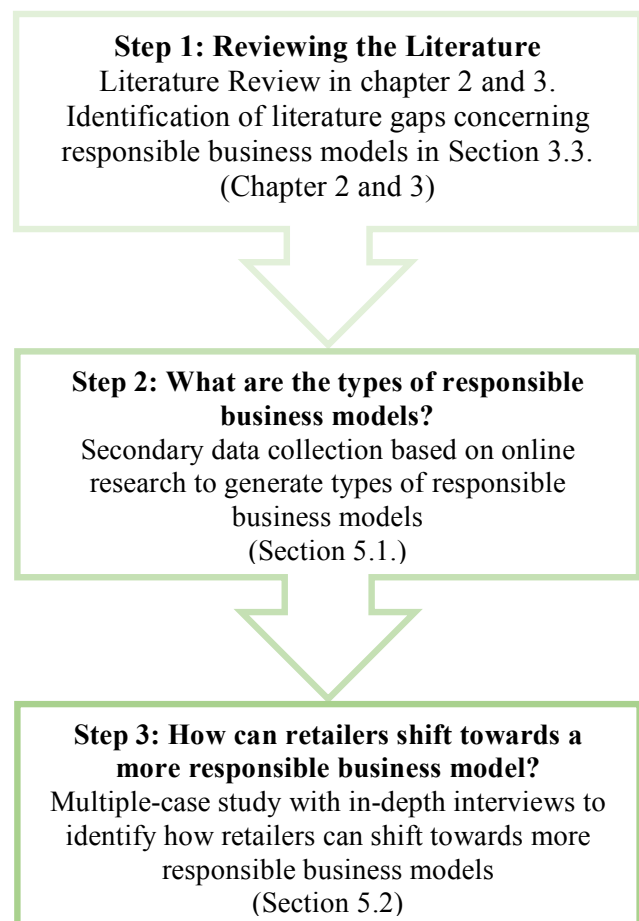 Step 1: Reviewing the Literature
Literature Review in chapter 2 and 3.
Identification of literature gaps concerning
responsible business models in Section 3.3.
(Chapter 2 and 3)
Step 2: What are the types of responsible
business models?
Secondary data collection based on online
research to generate types of responsible
business models
(Section 5.1.)
Step 3: How can retailers shift towards a
more responsible business model?
Multiple-case study with in-depth interviews to
identify how retailers can shift towards more
responsible business models
(Section 5.2)